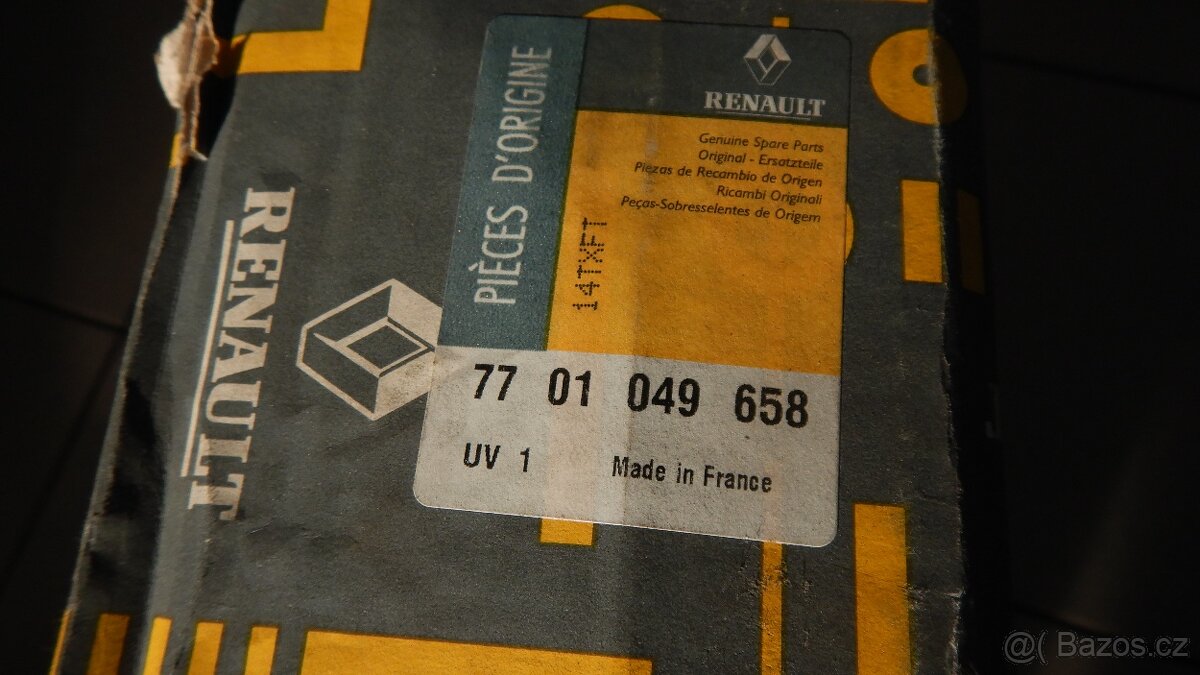 RENAULT
PIÈCES D'ORIGINE
RENAULT
Genuine Spare Parts
Original - Ersatzteile
Piezas de Recambio de Origen
Ricambi Originali
Peças-Sobresselentes de Origem
14TXFT
77 01 049 658
UV 1 Made in France
@( Bazos.cz